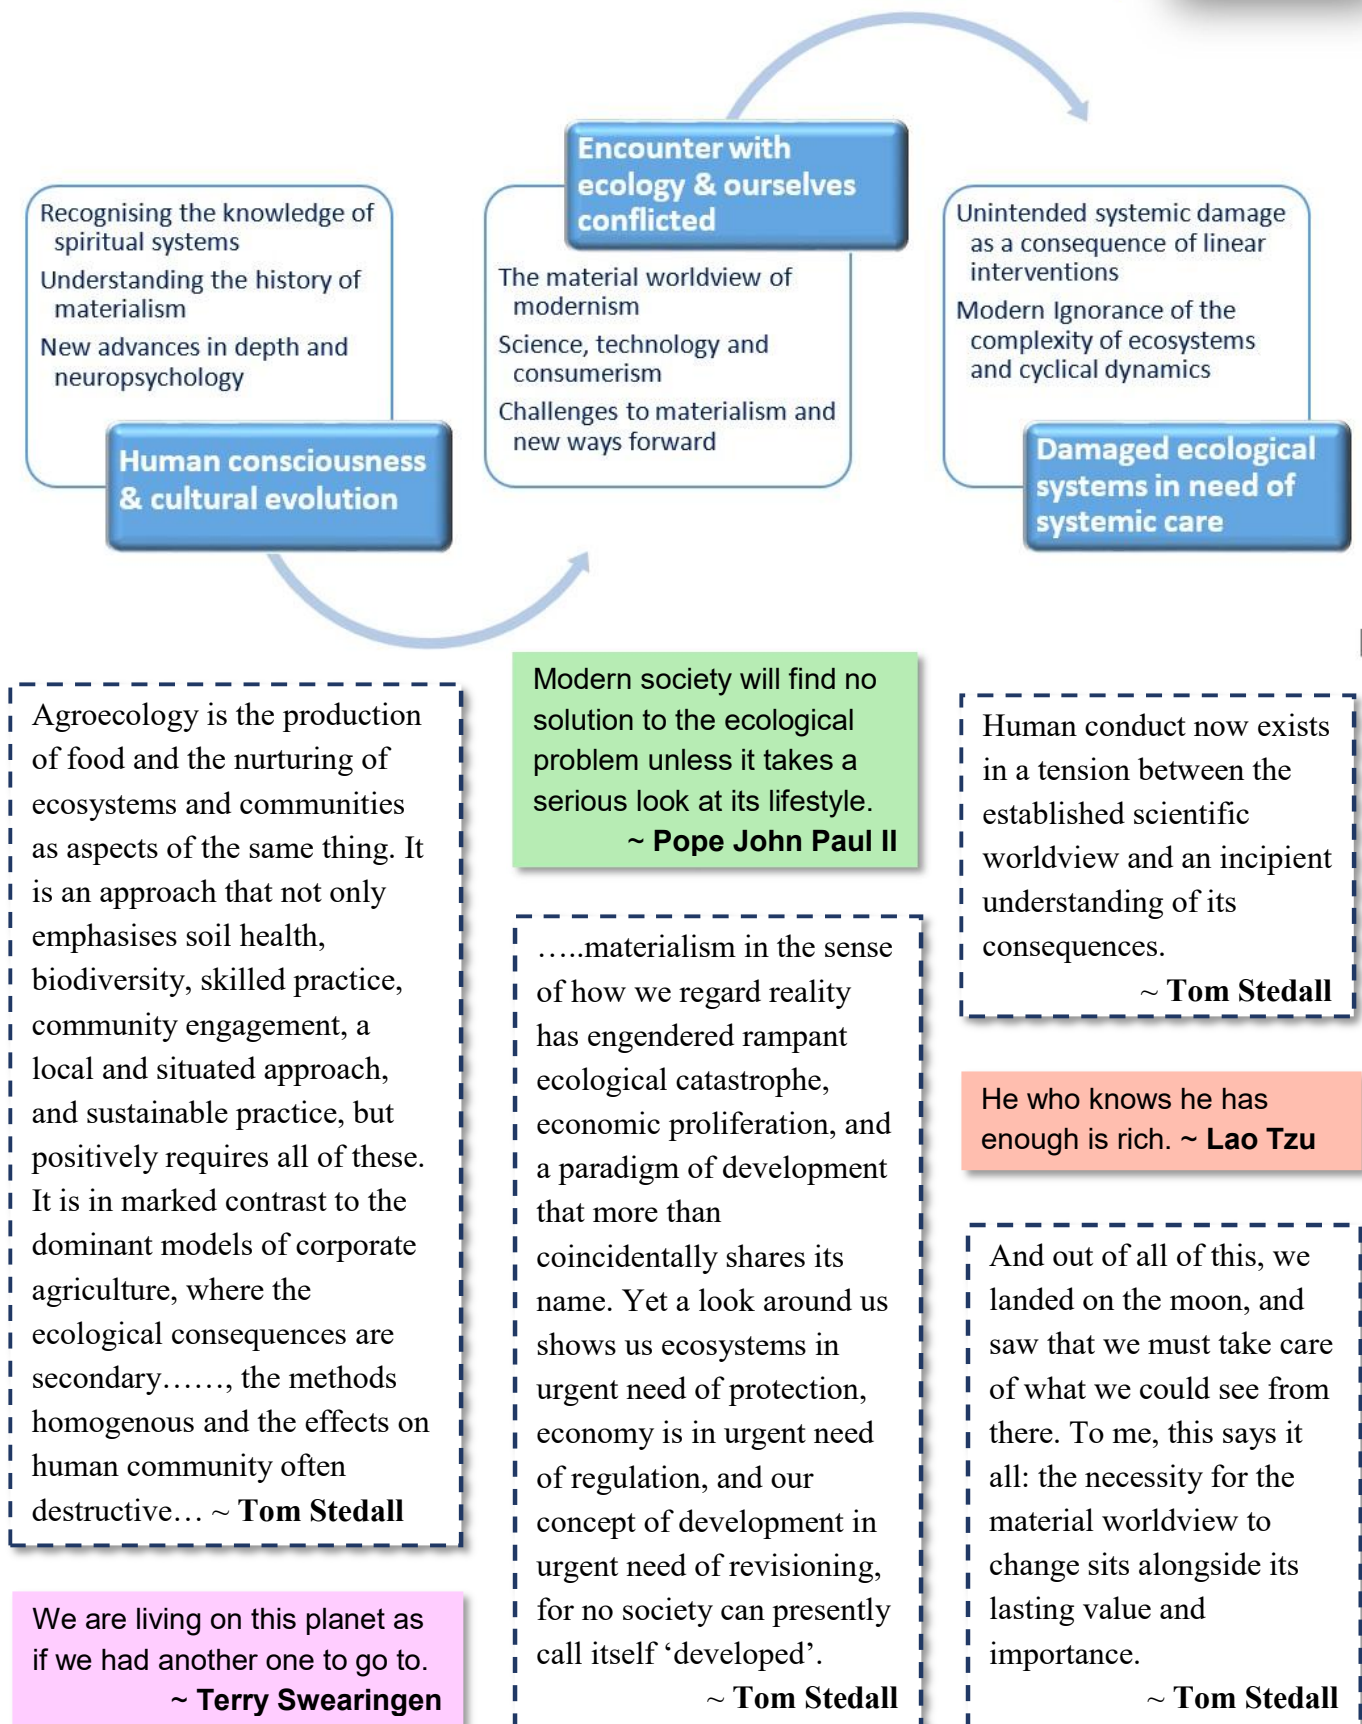 Recognising the knowledge of
spiritual systems
Understanding the history of
materialism
New advances in depth and
neuropsychology
Human consciousness
& cultural evolution
Encounter with
ecology & ourselves
conflicted
The material worldview of
modernism
Science, technology and
consumerism
Challenges to materialism and
new ways forward
Unintended systemic damage
as a consequence of linear
interventions
Modern Ignorance of the
complexity of ecosystems
and cyclical dynamics
Damaged ecological
systems in need of
systemic care
Agroecology is the production
of food and the nurturing of
ecosystems and communities
as aspects of the same thing. It
is an approach that not only
emphasises soil health,
biodiversity, skilled practice,
community engagement, a
local and situated approach,
and sustainable practice, but
positively requires all of these.
It is in marked contrast to the
dominant models of corporate
agriculture, where the
ecological consequences are
secondary……, the methods
homogenous and the effects on
human community often
destructive… ~ Tom Stedall
We are living on this planet as
if we had another one to go to.
~ Terry Swearingen
Modern society will find no
solution to the ecological
problem unless it takes a
serious look at its lifestyle.
~ Pope John Paul II
…..materialism in the sense
of how we regard reality
has engendered rampant
ecological catastrophe,
economic proliferation, and
a paradigm of development
that more than
coincidentally shares its
name. Yet a look around us
shows us ecosystems in
urgent need of protection,
economy is in urgent need
of regulation, and our
concept of development in
urgent need of revisioning,
for no society can presently
call itself ‘developed’.
~ Tom Stedall
Human conduct now exists
in a tension between the
established scientific
worldview and an incipient
understanding of its
consequences.
~ Tom Stedall
He who knows he has
enough is rich. ~ Lao Tzu
And out of all of this, we
landed on the moon, and
saw that we must take care
of what we could see from
there. To me, this says it
all: the necessity for the
material worldview to
change sits alongside its
lasting value and
importance.
~ Tom Stedall